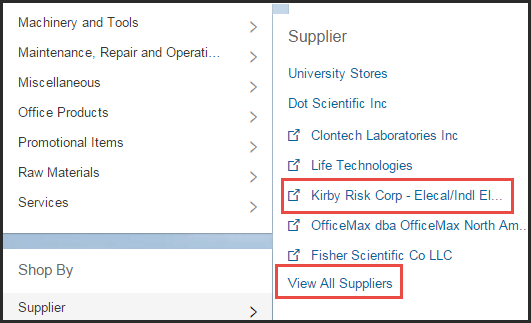 Machinery and Tools
Maintenance, Repair and Operati...
Miscellaneous
Office Products
Promotional Items
Raw Materials
Services
Shop By
Supplier
Supplier
University Stores
Dot Scientific Inc
Clontech Laboratories Inc
Life Technologies
Kirby Risk Corp - Elecal/Indl El...
OfficeMax dba OfficeMax North Am...
Fisher Scientific Co LLC
View All Suppliers